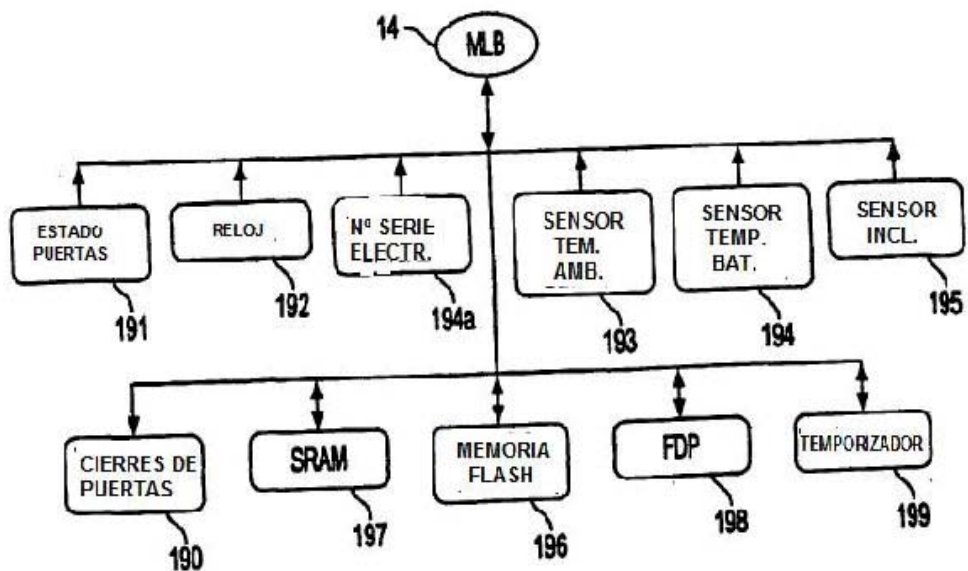 14
MLB
ESTADO
PUERTAS
191
RELOJ
192
Nº SERIE
ELECTR.
194a
SENSOR
TEM.
AMB.
193
SENSOR
TEMP.
BAT.
194
SENSOR
INCL.
195
CIERRES DE
PUERTAS
190
SRAM
197
MEMORIA
FLASH
196
FDP
198
TEMPORIZADOR
199